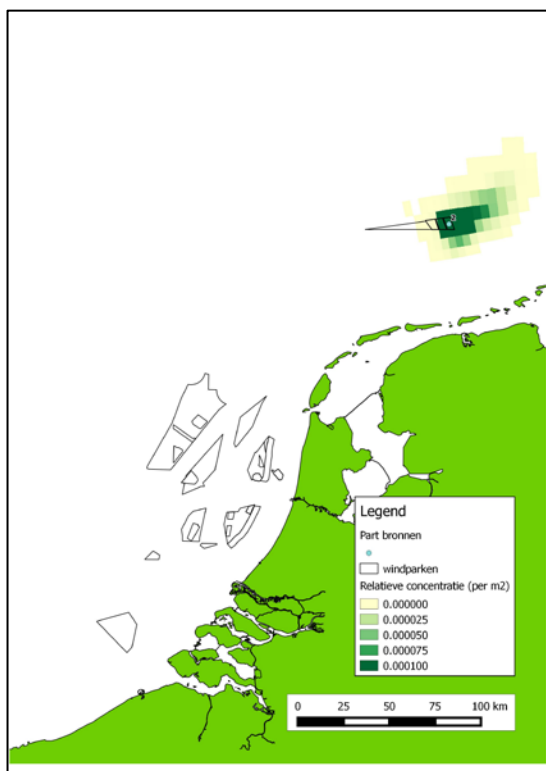 2
Legend
Part bronnen
windparken
Relatieve concentratie (per m2)
0.000000
0.000025
0.000050
0.000075
0.000100
0 25 50 75 100 km